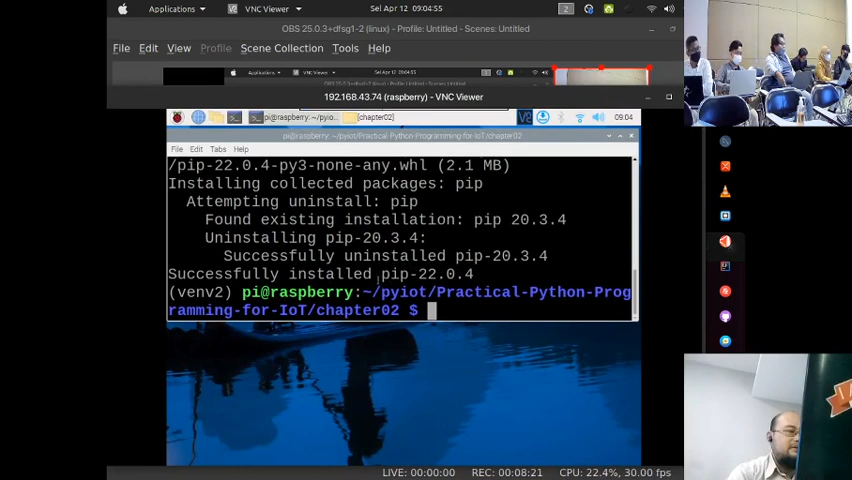 Applications VNC Viewer Sel Apr 12 09:04:55 2
OBS 25.0.3+dfsg1-2 (linux) - Profile: Untitled - Scenes: Untitled
File Edit View Profile Scene Collection Tools Help
192.168.43.74 (raspberry) - VNC Viewer
pi@raspberry: ~/pyio... [chapter02] 09:04
pi@raspberry: ~/pyiot/Practical-Python-Programming-for-IoT/chapter02
File Edit Tabs Help
/pip-22.0.4-py3-none-any.whl (2.1 MB)
Installing collected packages: pip
Attempting uninstall: pip
Found existing installation: pip 20.3.4
Uninstalling pip-20.3.4:
Successfully uninstalled pip-20.3.4
Successfully installed pip-22.0.4
(venv2) pi@raspberry:~/pyiot/Practical-Python-Prog
ramming-for-IoT/chapter02 $
LIVE: 00:00:00 REC: 00:08:21 CPU: 22.4%, 30.00 fps